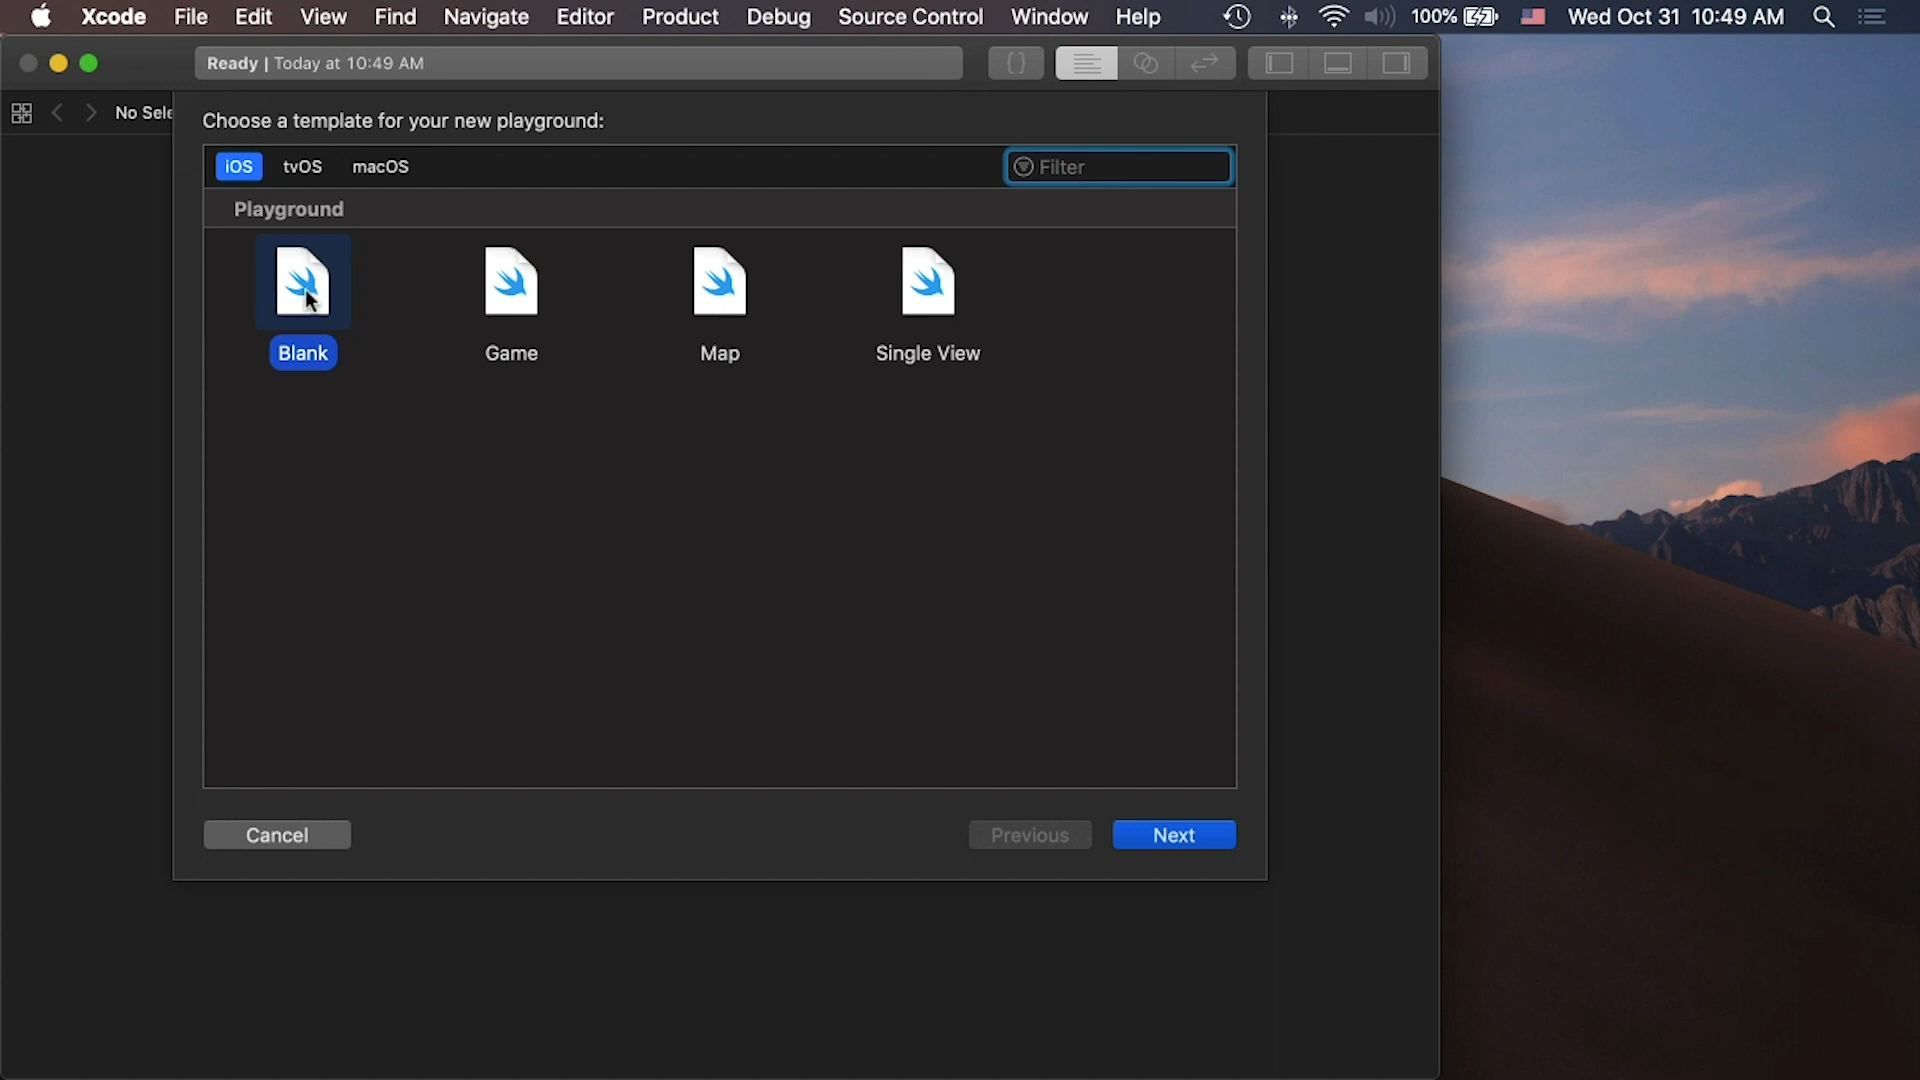 Xcode File Edit View Find Navigate Editor Product Debug Source Control Window Help 100% Wed Oct 31 10:49 AM
Ready | Today at 10:49 AM
{ }
No Sele
Choose a template for your new playground:
iOS tvOS macOS Filter
Playground
Blank Game Map Single View
Cancel Previous Next